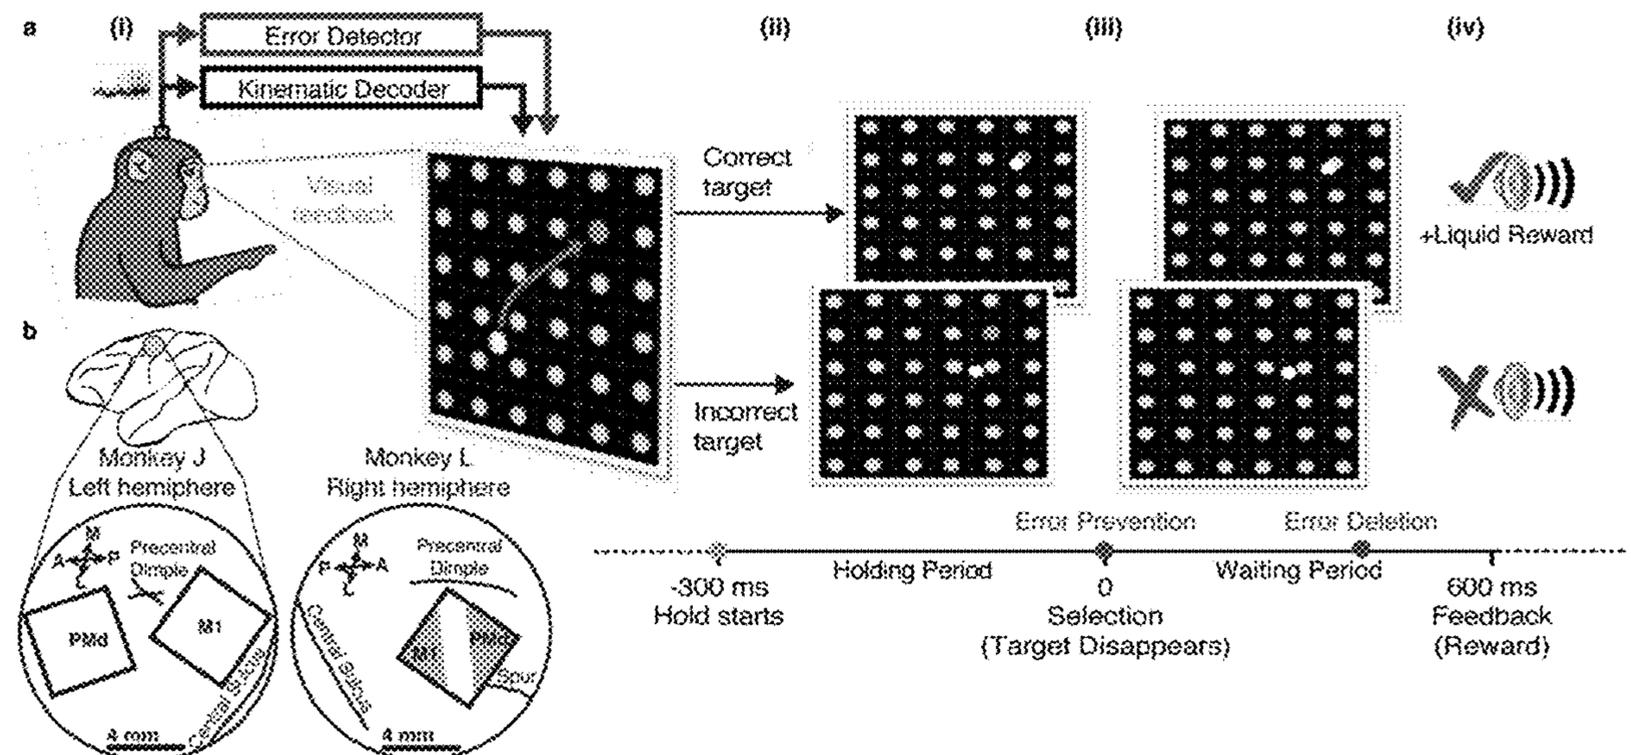 a
(i)
(ii)
(iii)
(iv)
Error Detector
Kinematic Decoder
Visual
feedback
Correct
target
Incorrect
target
+Liquid Reward
b
Monkey J
Left hemiphere
Monkey L
Right hemiphere
M
A
P
L
Precentral
Dimple
PMd
M1
Central Sulcus
4 mm
M
P
A
L
Precentral
Dimple
Central Sulcus
M1
PMd
Spur
4 mm
Error Prevention
Error Deletion
Holding Period
Waiting Period
-300 ms
Hold starts
0
Selection
(Target Disappears)
600 ms
Feedback
(Reward)